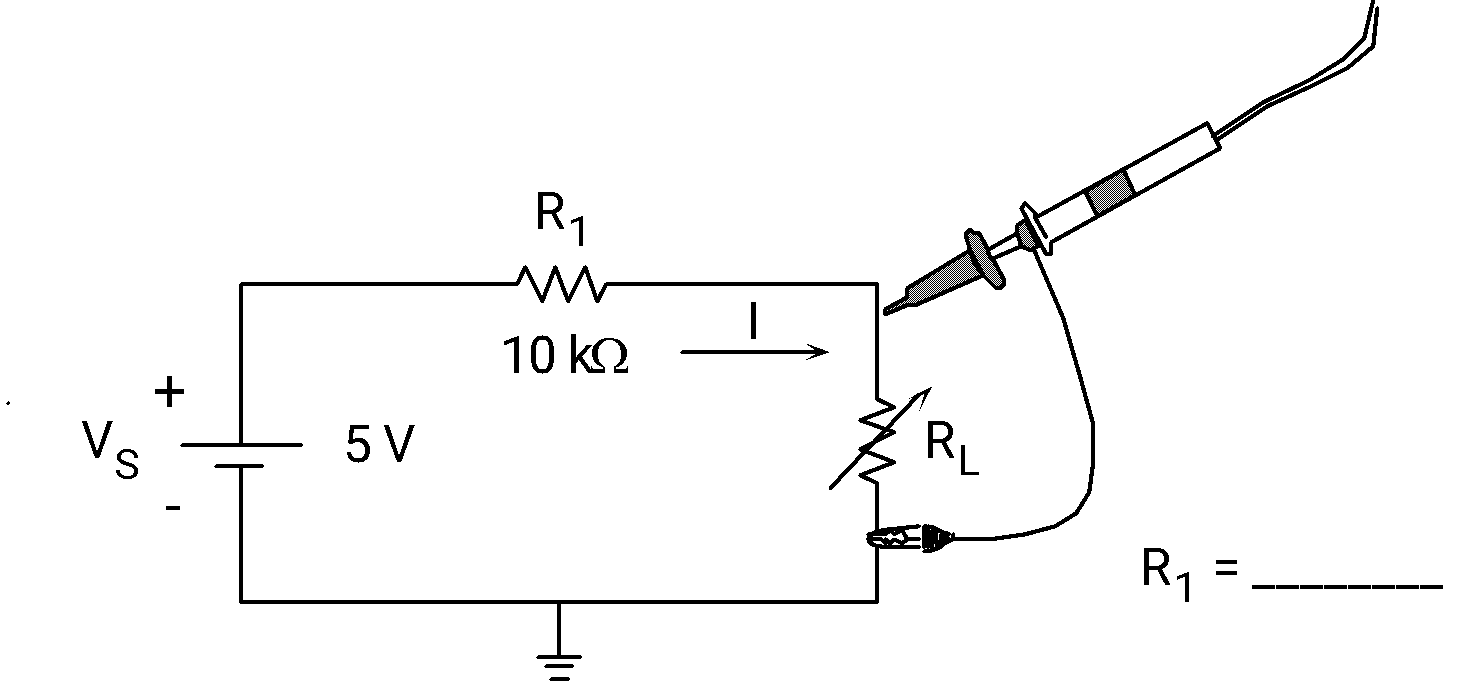 R1
10 kΩ
I
+
VS
5 V
-
RL
R1 = ________